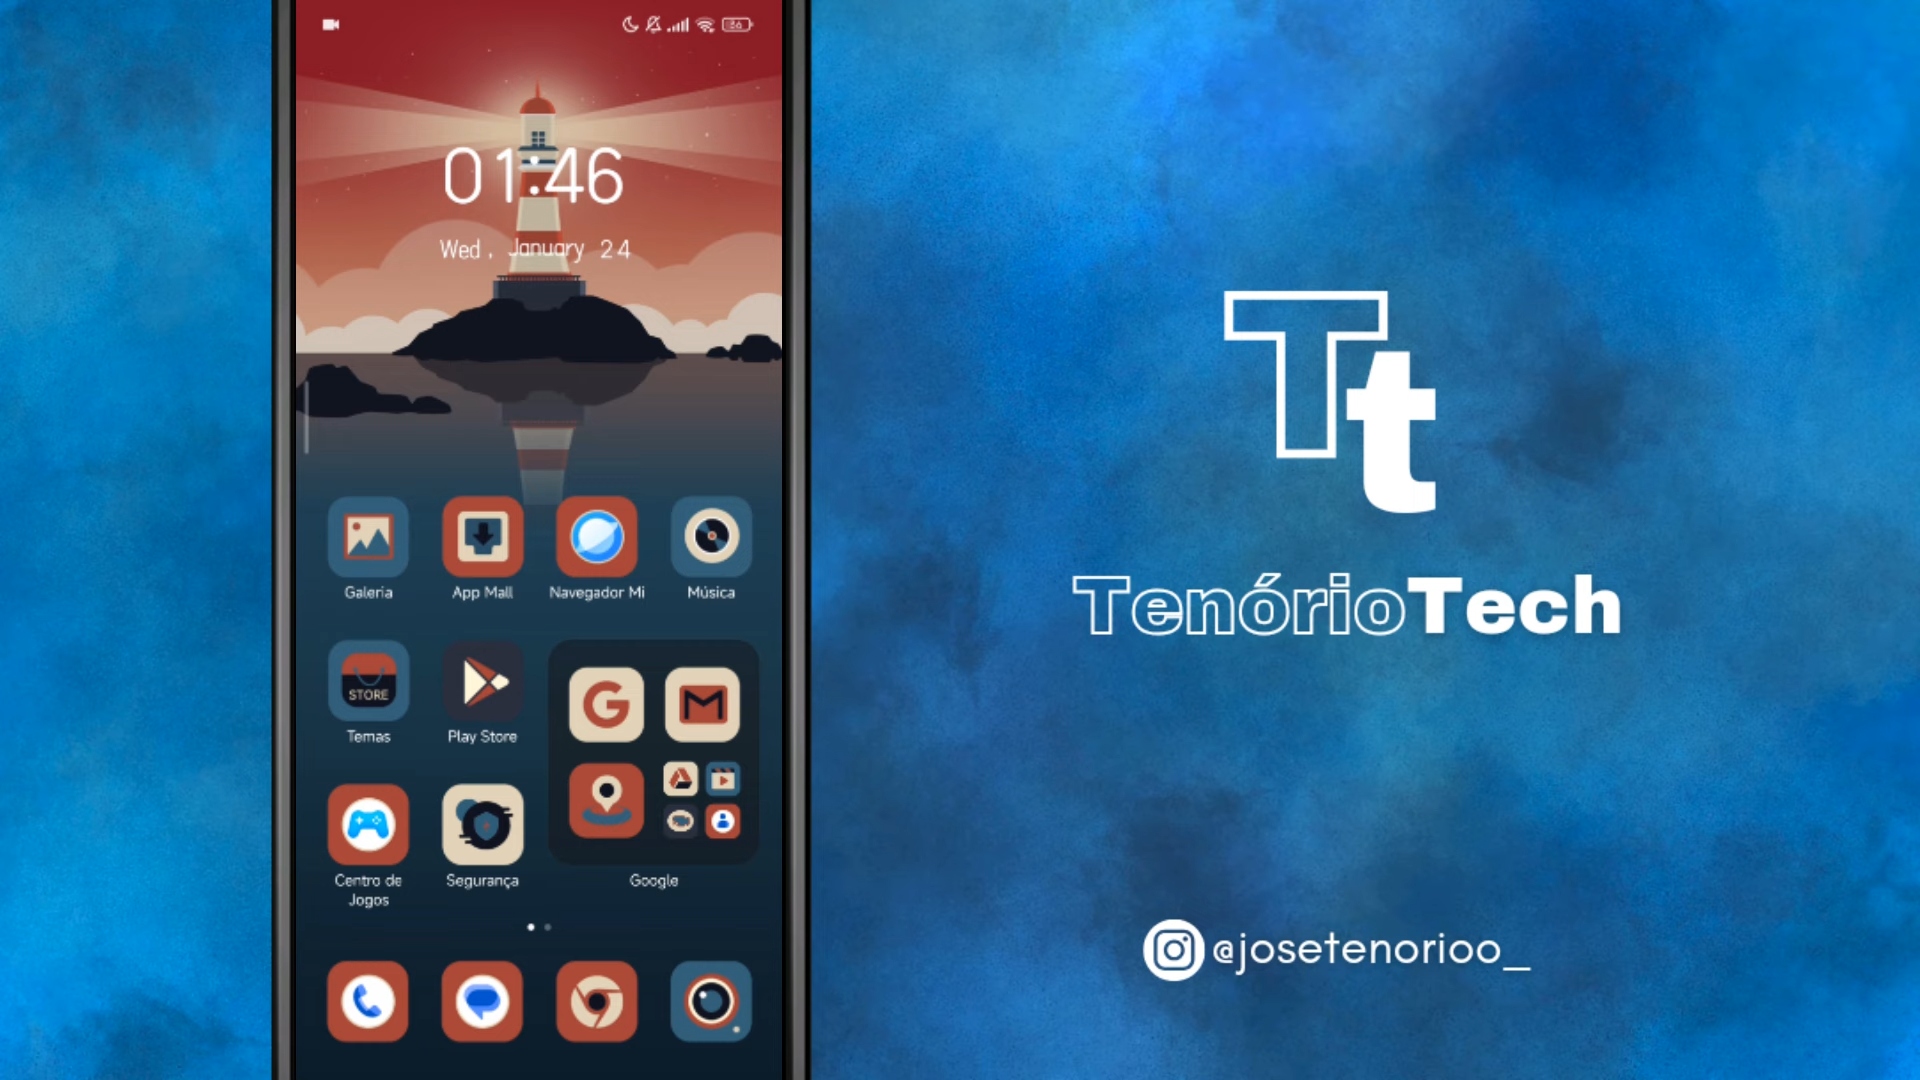 56
01:46
Wed, January 24
Galeria
App Mall
Navegador Mi
Música
STORE
Temas
Play Store
G
M
Centro de
Jogos
Segurança
Google
Tt
TenórioTech
@josetenorioo_